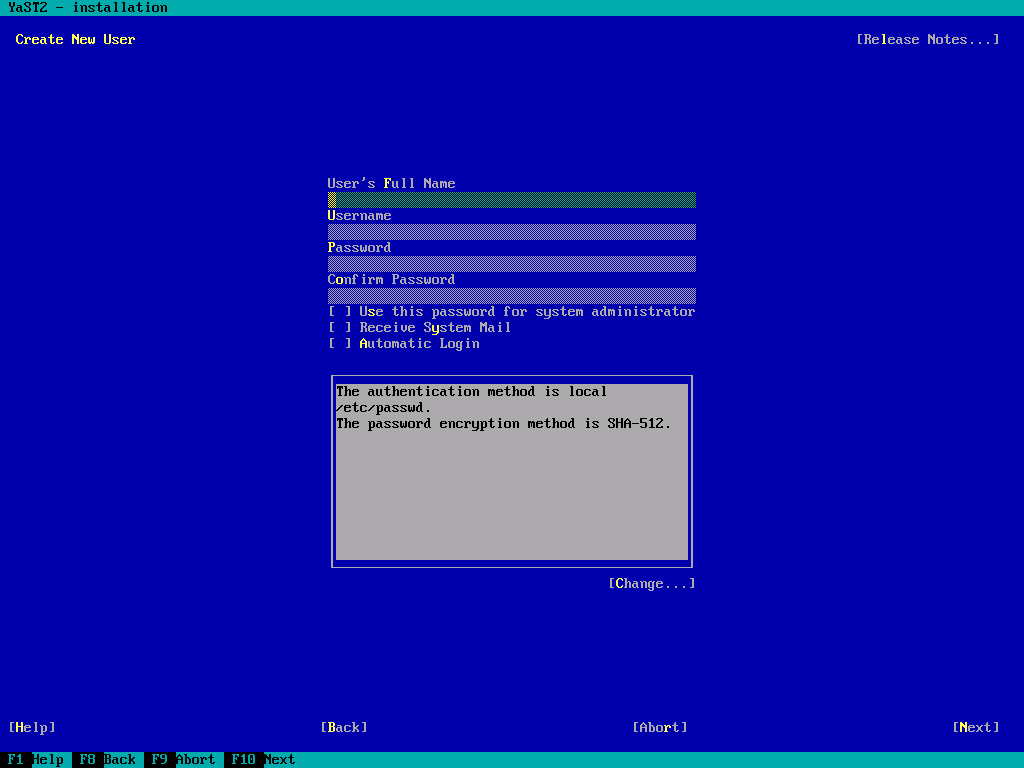 YaST2 - installation
Create New User [Release Notes...]
User's Full Name
Username
Password
Confirm Password
[ ] Use this password for system administrator
[ ] Receive System Mail
[ ] Automatic Login
The authentication method is local
/etc/passwd.
The password encryption method is SHA-512.
[Change...]
[Help] [Back] [Abort] [Next]
F1 Help F8 Back F9 Abort F10 Next